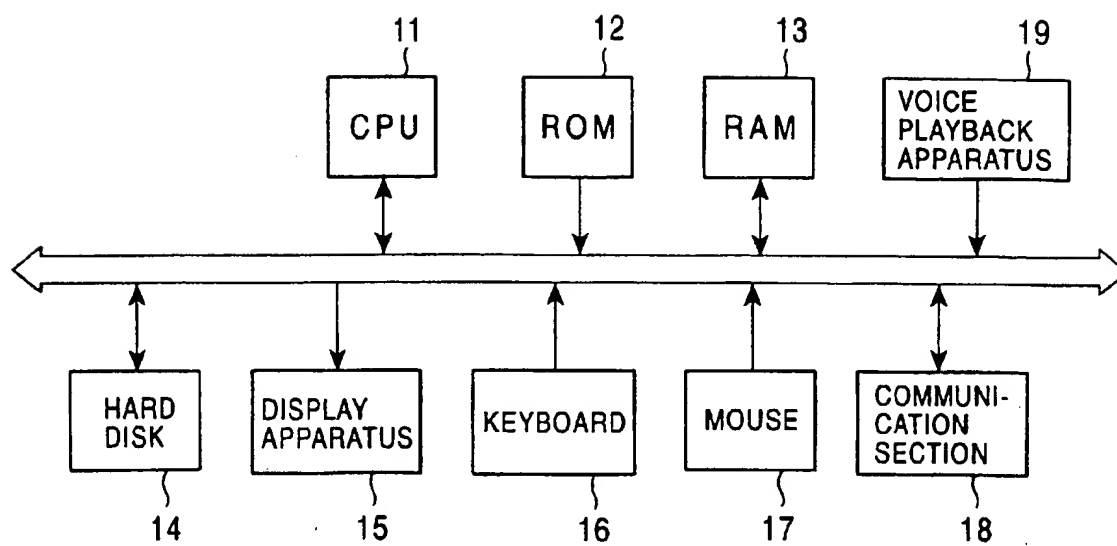 11
12
13
19
CPU
ROM
RAM
VOICE
PLAYBACK
APPARATUS
HARD
DISK
DISPLAY
APPARATUS
KEYBOARD
MOUSE
COMMUNI-
CATION
SECTION
14
15
16
17
18